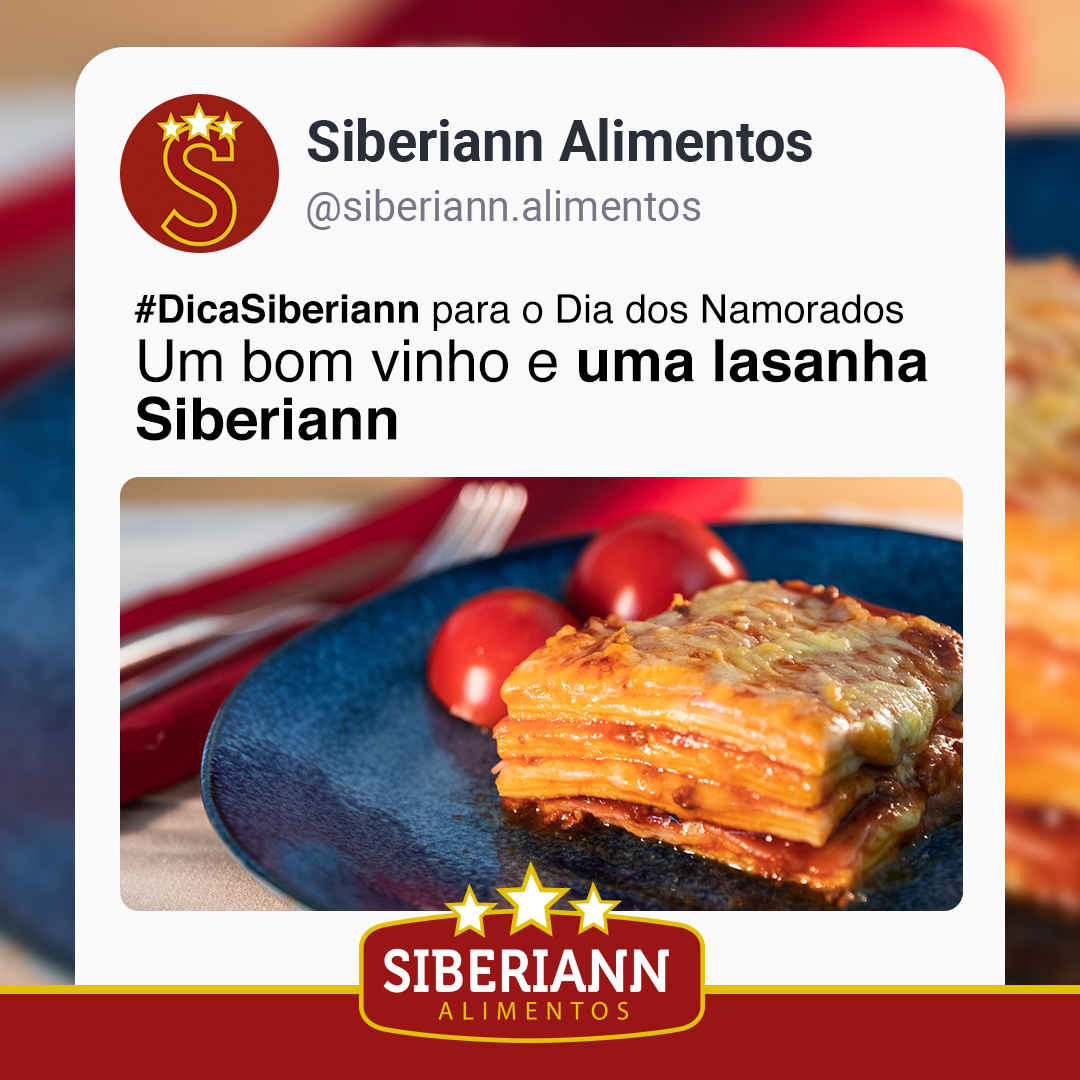 S
Siberiann Alimentos
@siberiann.alimentos
#DicaSiberiann para o Dia dos Namorados
Um bom vinho e uma lasanha
Siberiann
SIBERIANN
ALIMENTOS